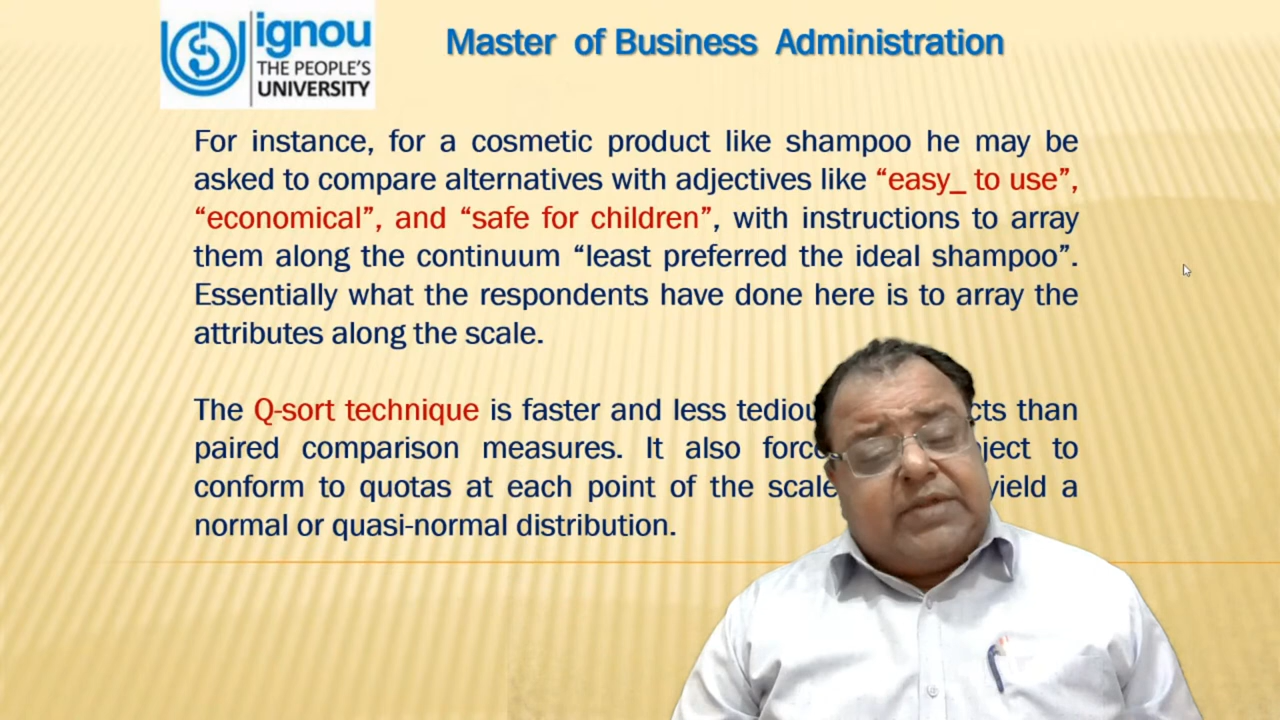 ignou
THE PEOPLE'S
UNIVERSITY
Master of Business Administration
For instance, for a cosmetic product like shampoo he may be
asked to compare alternatives with adjectives like “easy_ to use”,
“economical”, and “safe for children”, with instructions to array
them along the continuum “least preferred the ideal shampoo”.
Essentially what the respondents have done here is to array the
attributes along the scale.
The Q-sort technique is faster and less than
paired comparison measures. It also to
conform to quotas at each point of the scale yield a
normal or quasi-normal distribution.